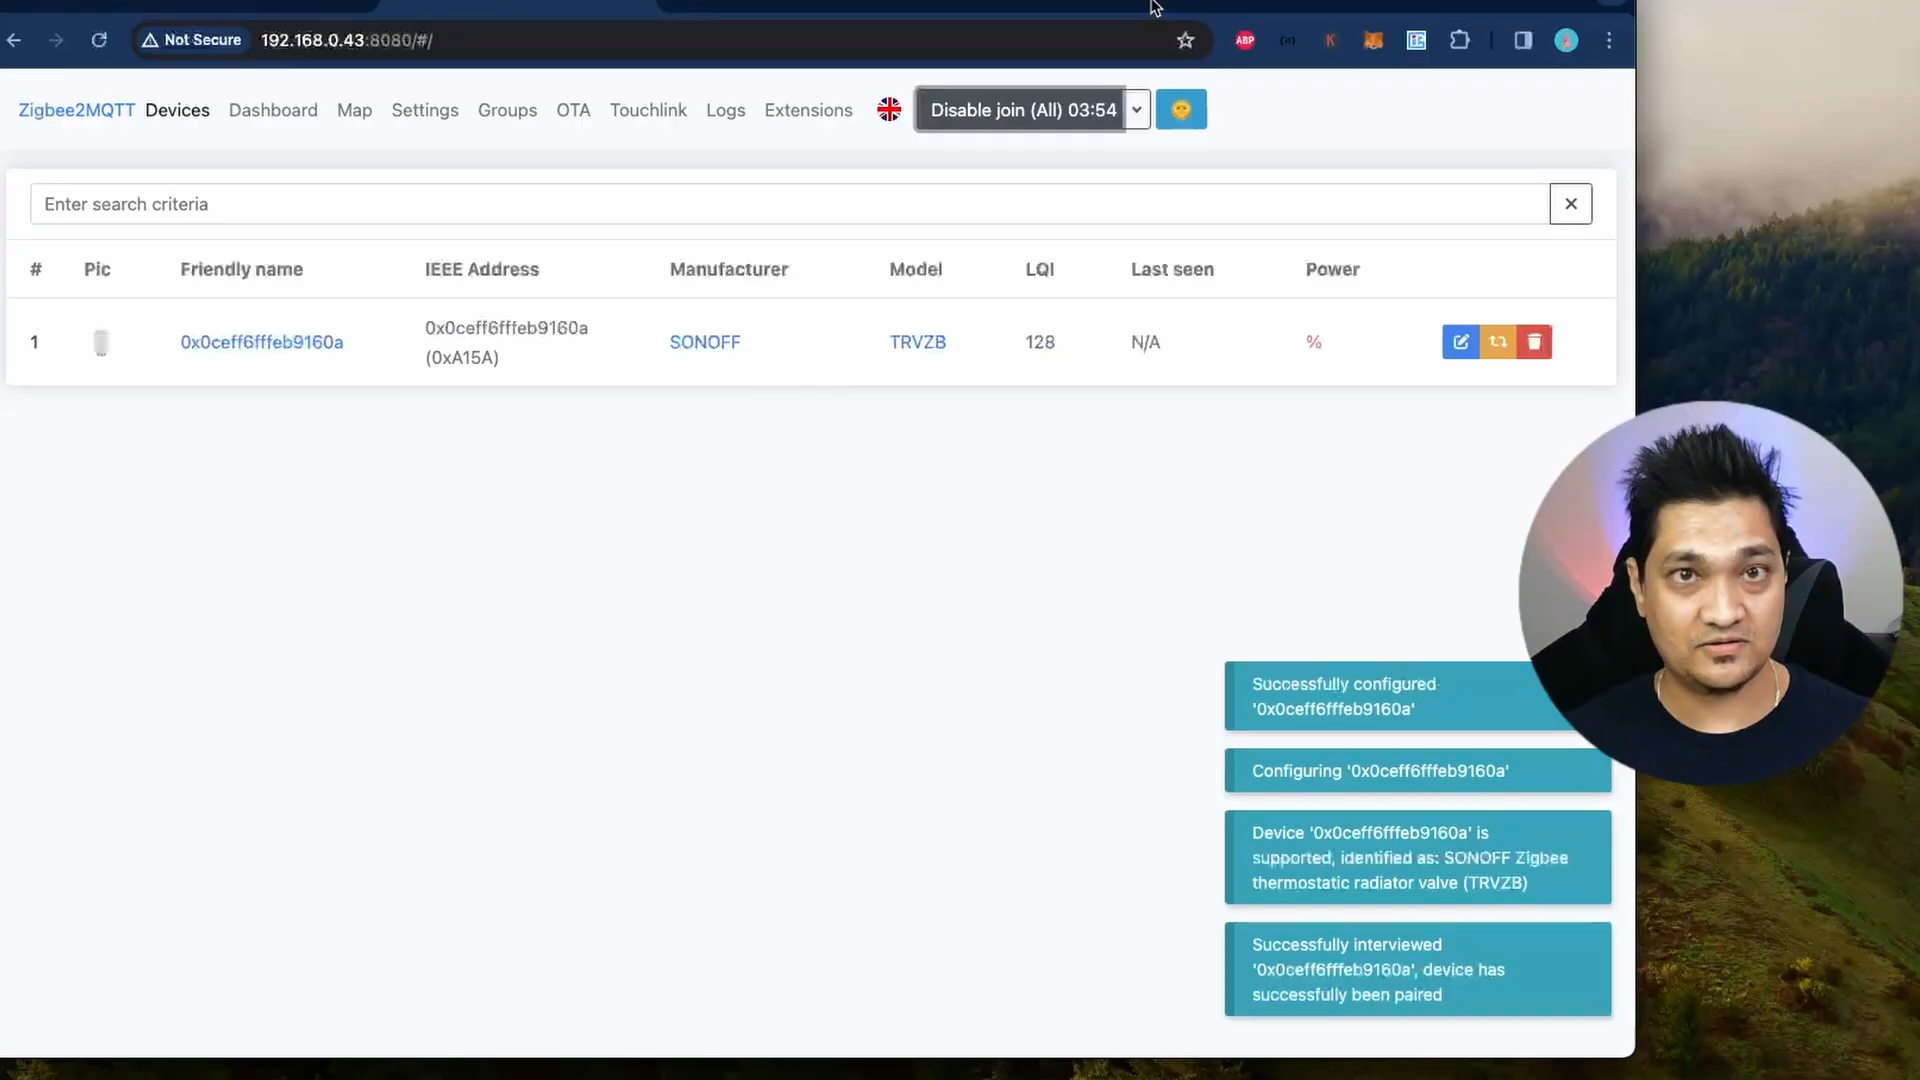 Not Secure 192.168.0.43:8080/#/
ABP
K
Zigbee2MQTT Devices Dashboard Map Settings Groups OTA Touchlink Logs Extensions Disable join (All) 03:54
Enter search criteria
# Pic Friendly name IEEE Address Manufacturer Model LQI Last seen Power
1 0x0ceff6fffeb9160a 0x0ceff6fffeb9160a SONOFF TRVZB 128 N/A %
(0xA15A)
Successfully configured
'0x0ceff6fffeb9160a'
Configuring '0x0ceff6fffeb9160a'
Device '0x0ceff6fffeb9160a' is
supported, identified as: SONOFF Zigbee
thermostatic radiator valve (TRVZB)
Successfully interviewed
'0x0ceff6fffeb9160a', device has
successfully been paired